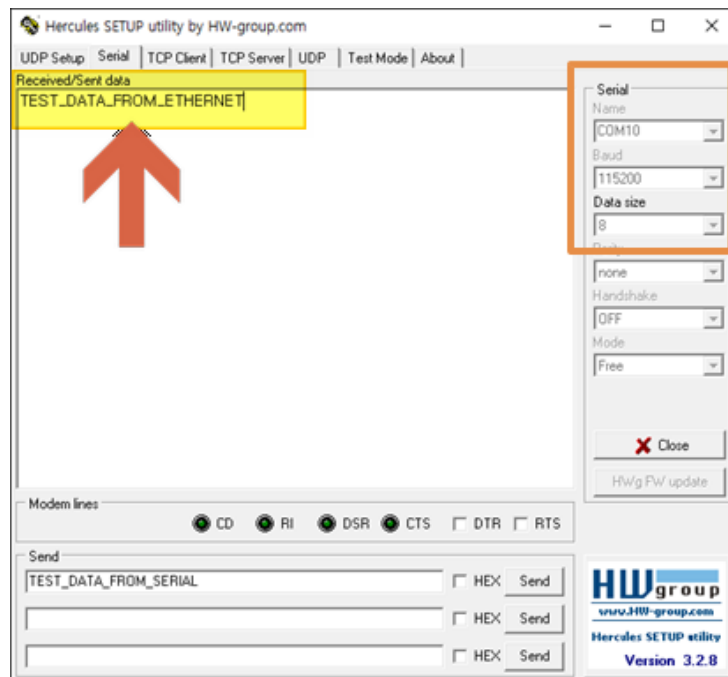 Hercules SETUP utility by HW-group.com
UDP Setup Serial TCP Client TCP Server UDP Test Mode About
Received/Sent data
TEST_DATA_FROM_ETHERNET
Serial
Name
COM10
Baud
115200
Data size
8
Parity
none
Handshake
OFF
Mode
Free
Close
HWg FW update
Modem lines
CD RI DSR CTS DTR RTS
Send
TEST_DATA_FROM_SERIAL HEX Send
HEX Send
HEX Send
HWgroup
www.HW-group.com
Hercules SETUP utility
Version 3.2.8